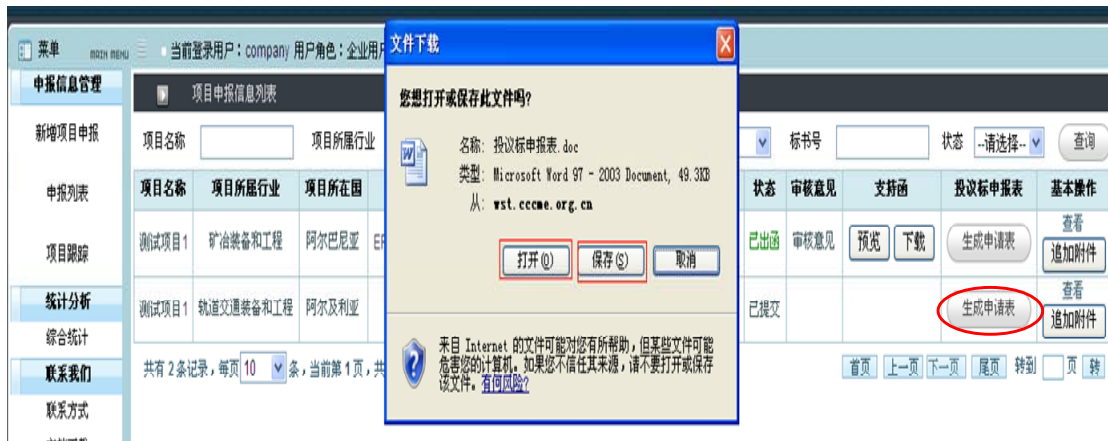 菜单 MAIN MENU
当前登录用户：company 用户角色：企业用户
申报信息管理
新增项目申报
申报列表
项目跟踪
统计分析
综合统计
联系我们
联系方式
项目申报信息列表
项目名称 项目所属行业 标书号 状态 --请选择-- 查询
项目名称 项目所属行业 项目所在国 状态 审核意见 支持函 投议标申报表 基本操作
测试项目1 矿冶装备和工程 阿尔巴尼亚 已出函 审核意见 预览 下载 生成申请表 查看 追加附件
测试项目1 轨道交通装备和工程 阿尔及利亚 已提交 生成申请表 查看 追加附件
共有2条记录，每页 10 条，当前第1页，共 首页 上一页 下一页 尾页 转到 页 转
文件下载
您想打开或保存此文件吗?
名称: 投议标申报表.doc
类型: Microsoft Word 97 - 2003 Document, 49.3KB
从: wst.cccme.org.cn
打开(O) 保存(S) 取消
来自 Internet 的文件可能对您有所帮助，但某些文件可能
危害您的计算机。如果您不信任其来源，请不要打开或保存
该文件。有何风险?